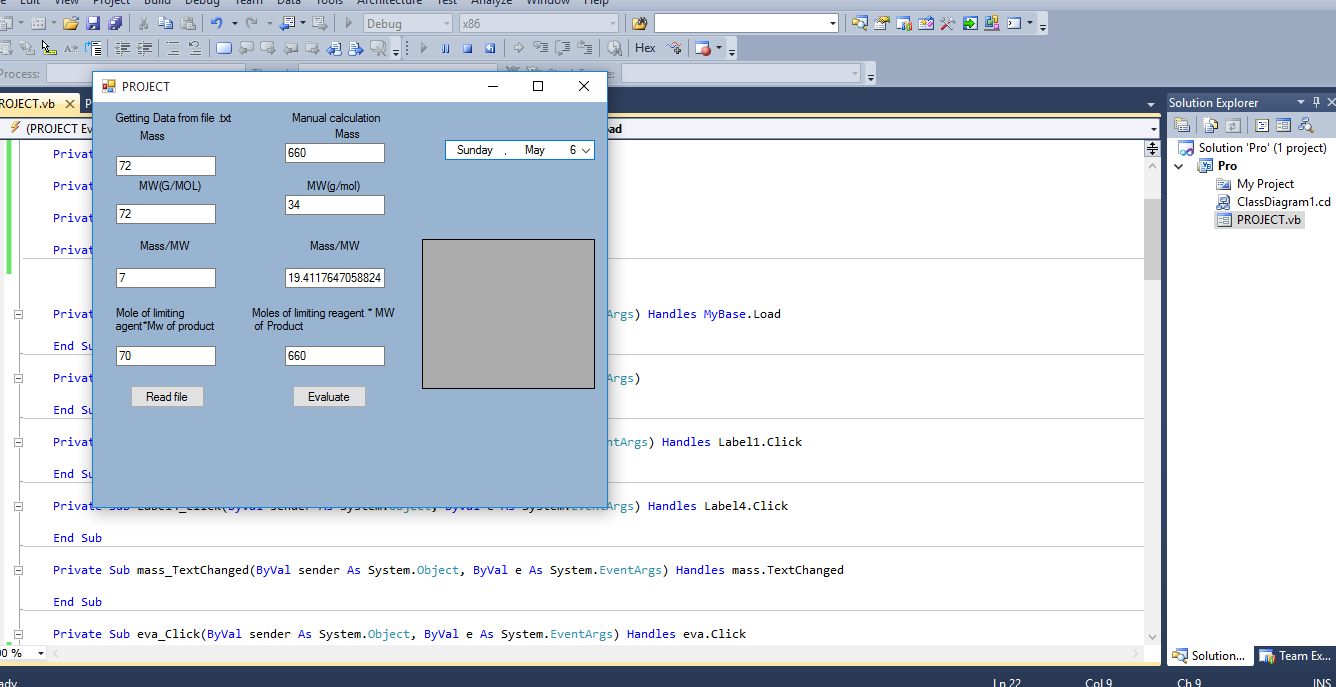 Edit View Project Build Debug Team Data Tools Architecture Test Analyze Window Help
Debug x86
Hex
Process:
ROJECT.vb
(PROJECT Ev
Private Sub Label4_Click(ByVal sender As System.Object, ByVal e As System.EventArgs) Handles Label4.Click
End Sub
Private Sub mass_TextChanged(ByVal sender As System.Object, ByVal e As System.EventArgs) Handles mass.TextChanged
End Sub
Private Sub eva_Click(ByVal sender As System.Object, ByVal e As System.EventArgs) Handles eva.Click
Privat
Privat
Privat
Privat
Privat
rgs) Handles MyBase.Load
End Su
Privat
rgs)
End Su
Privat
ntArgs) Handles Label1.Click
End Su
PROJECT
Getting Data from file .txt
Mass
72
MW(G/MOL)
72
Mass/MW
7
Mole of limiting
agent*Mw of product
70
Read file
Manual calculation
Mass
660
MW(g/mol)
34
Mass/MW
19.4117647058824
Moles of limiting reagent * MW
of Product
660
Evaluate
Sunday , May 6
Solution Explorer
Solution 'Pro' (1 project)
Pro
My Project
ClassDiagram1.cd
PROJECT.vb
Solution... Team Ex...
Ln 22 Col 9 Ch 9 INS